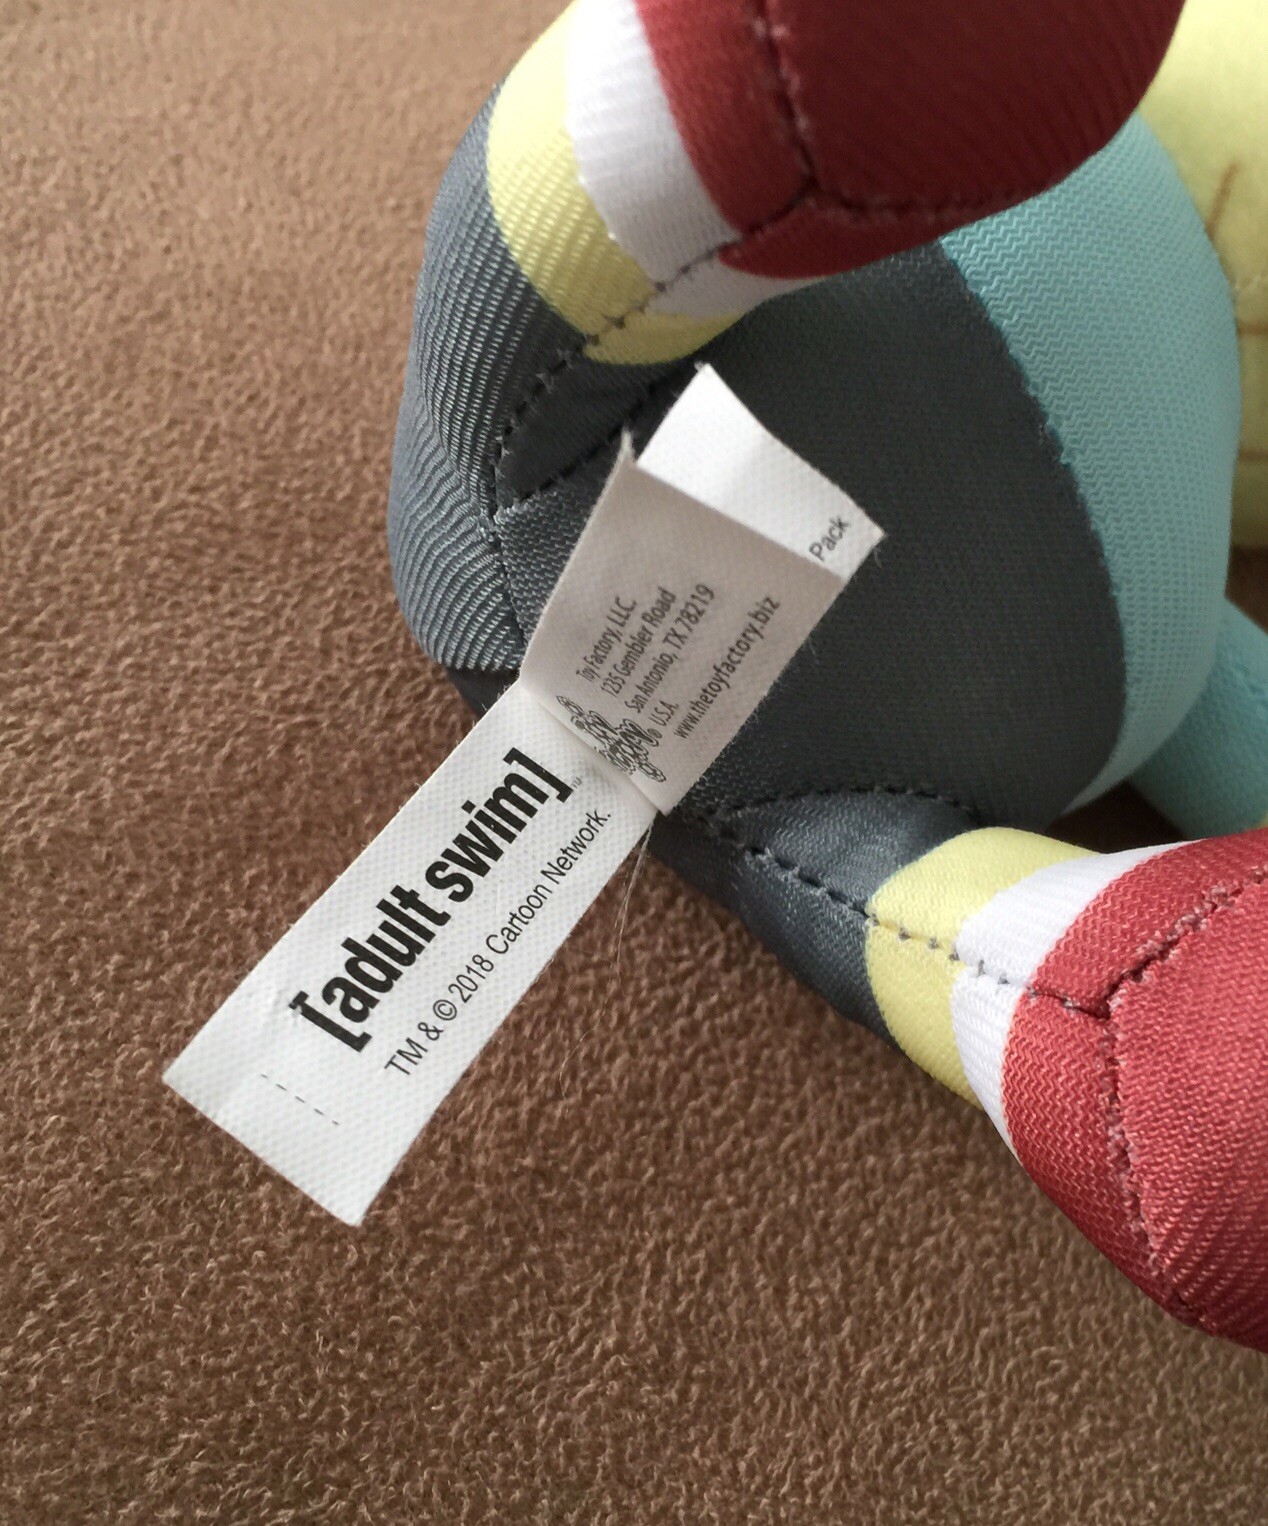 Pack
Toy Factory, LLC.
1235 Gembler Road
San Antonio, TX 78219
U.S.A.
www.thetoyfactory.biz
[adult swim]™
TM & © 2018 Cartoon Network.